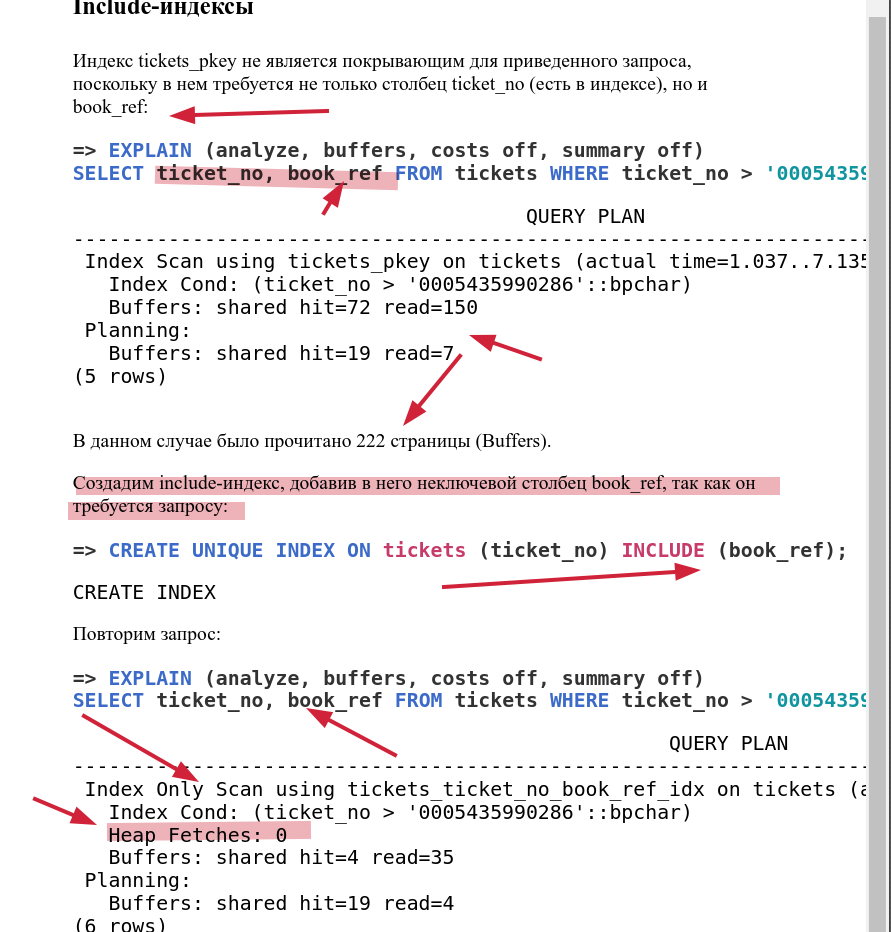 Include-индексы
Индекс tickets_pkey не является покрывающим для приведенного запроса,
поскольку в нем требуется не только столбец ticket_no (есть в индексе), но и
book_ref:
=> EXPLAIN (analyze, buffers, costs off, summary off)
SELECT ticket_no, book_ref FROM tickets WHERE ticket_no > '00054359
QUERY PLAN
-------------------------------------------------------------------
Index Scan using tickets_pkey on tickets (actual time=1.037..7.135
Index Cond: (ticket_no > '0005435990286'::bpchar)
Buffers: shared hit=72 read=150
Planning:
Buffers: shared hit=19 read=7
(5 rows)
В данном случае было прочитано 222 страницы (Buffers).
Создадим include-индекс, добавив в него неключевой столбец book_ref, так как он
требуется запросу:
=> CREATE UNIQUE INDEX ON tickets (ticket_no) INCLUDE (book_ref);
CREATE INDEX
Повторим запрос:
=> EXPLAIN (analyze, buffers, costs off, summary off)
SELECT ticket_no, book_ref FROM tickets WHERE ticket_no > '00054359
QUERY PLAN
-------------------------------------------------------------------
Index Only Scan using tickets_ticket_no_book_ref_idx on tickets (a
Index Cond: (ticket_no > '0005435990286'::bpchar)
Heap Fetches: 0
Buffers: shared hit=4 read=35
Planning:
Buffers: shared hit=19 read=4
(6 rows)